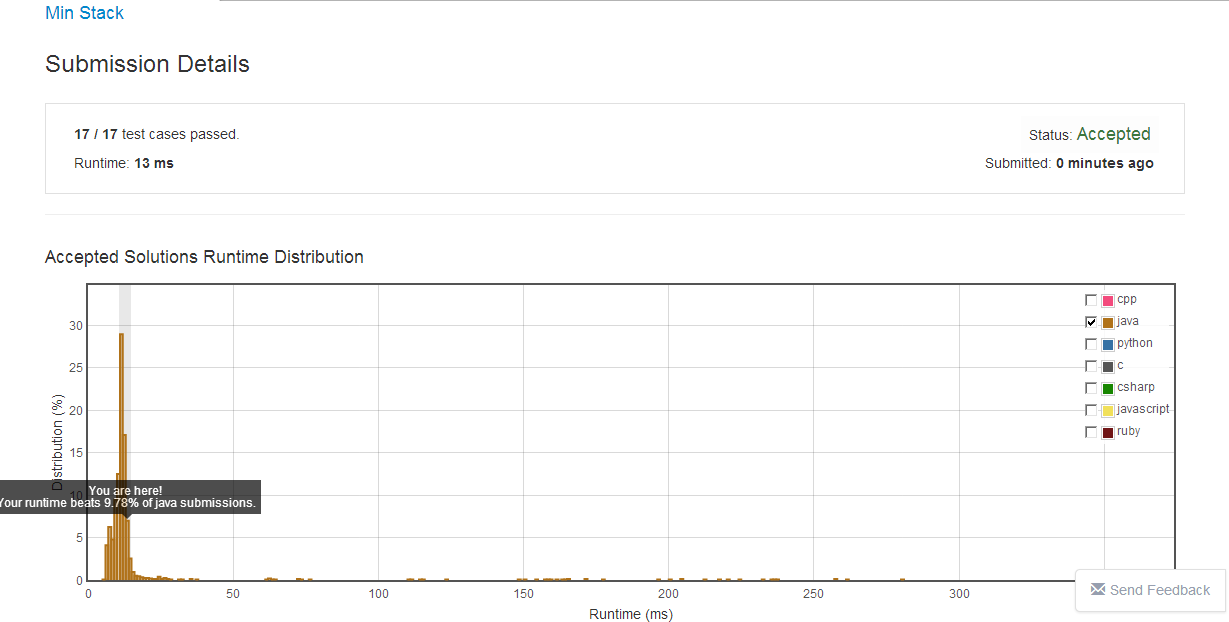 Min Stack
Submission Details
17 / 17 test cases passed.
Status: Accepted
Runtime: 13 ms
Submitted: 0 minutes ago
Accepted Solutions Runtime Distribution
cpp
java
python
c
csharp
javascript
ruby
Distribution (%)
30
25
20
15
10
5
0
You are here!
Your runtime beats 9.78% of java submissions.
0
50
100
150
200
250
300
Runtime (ms)
Send Feedback